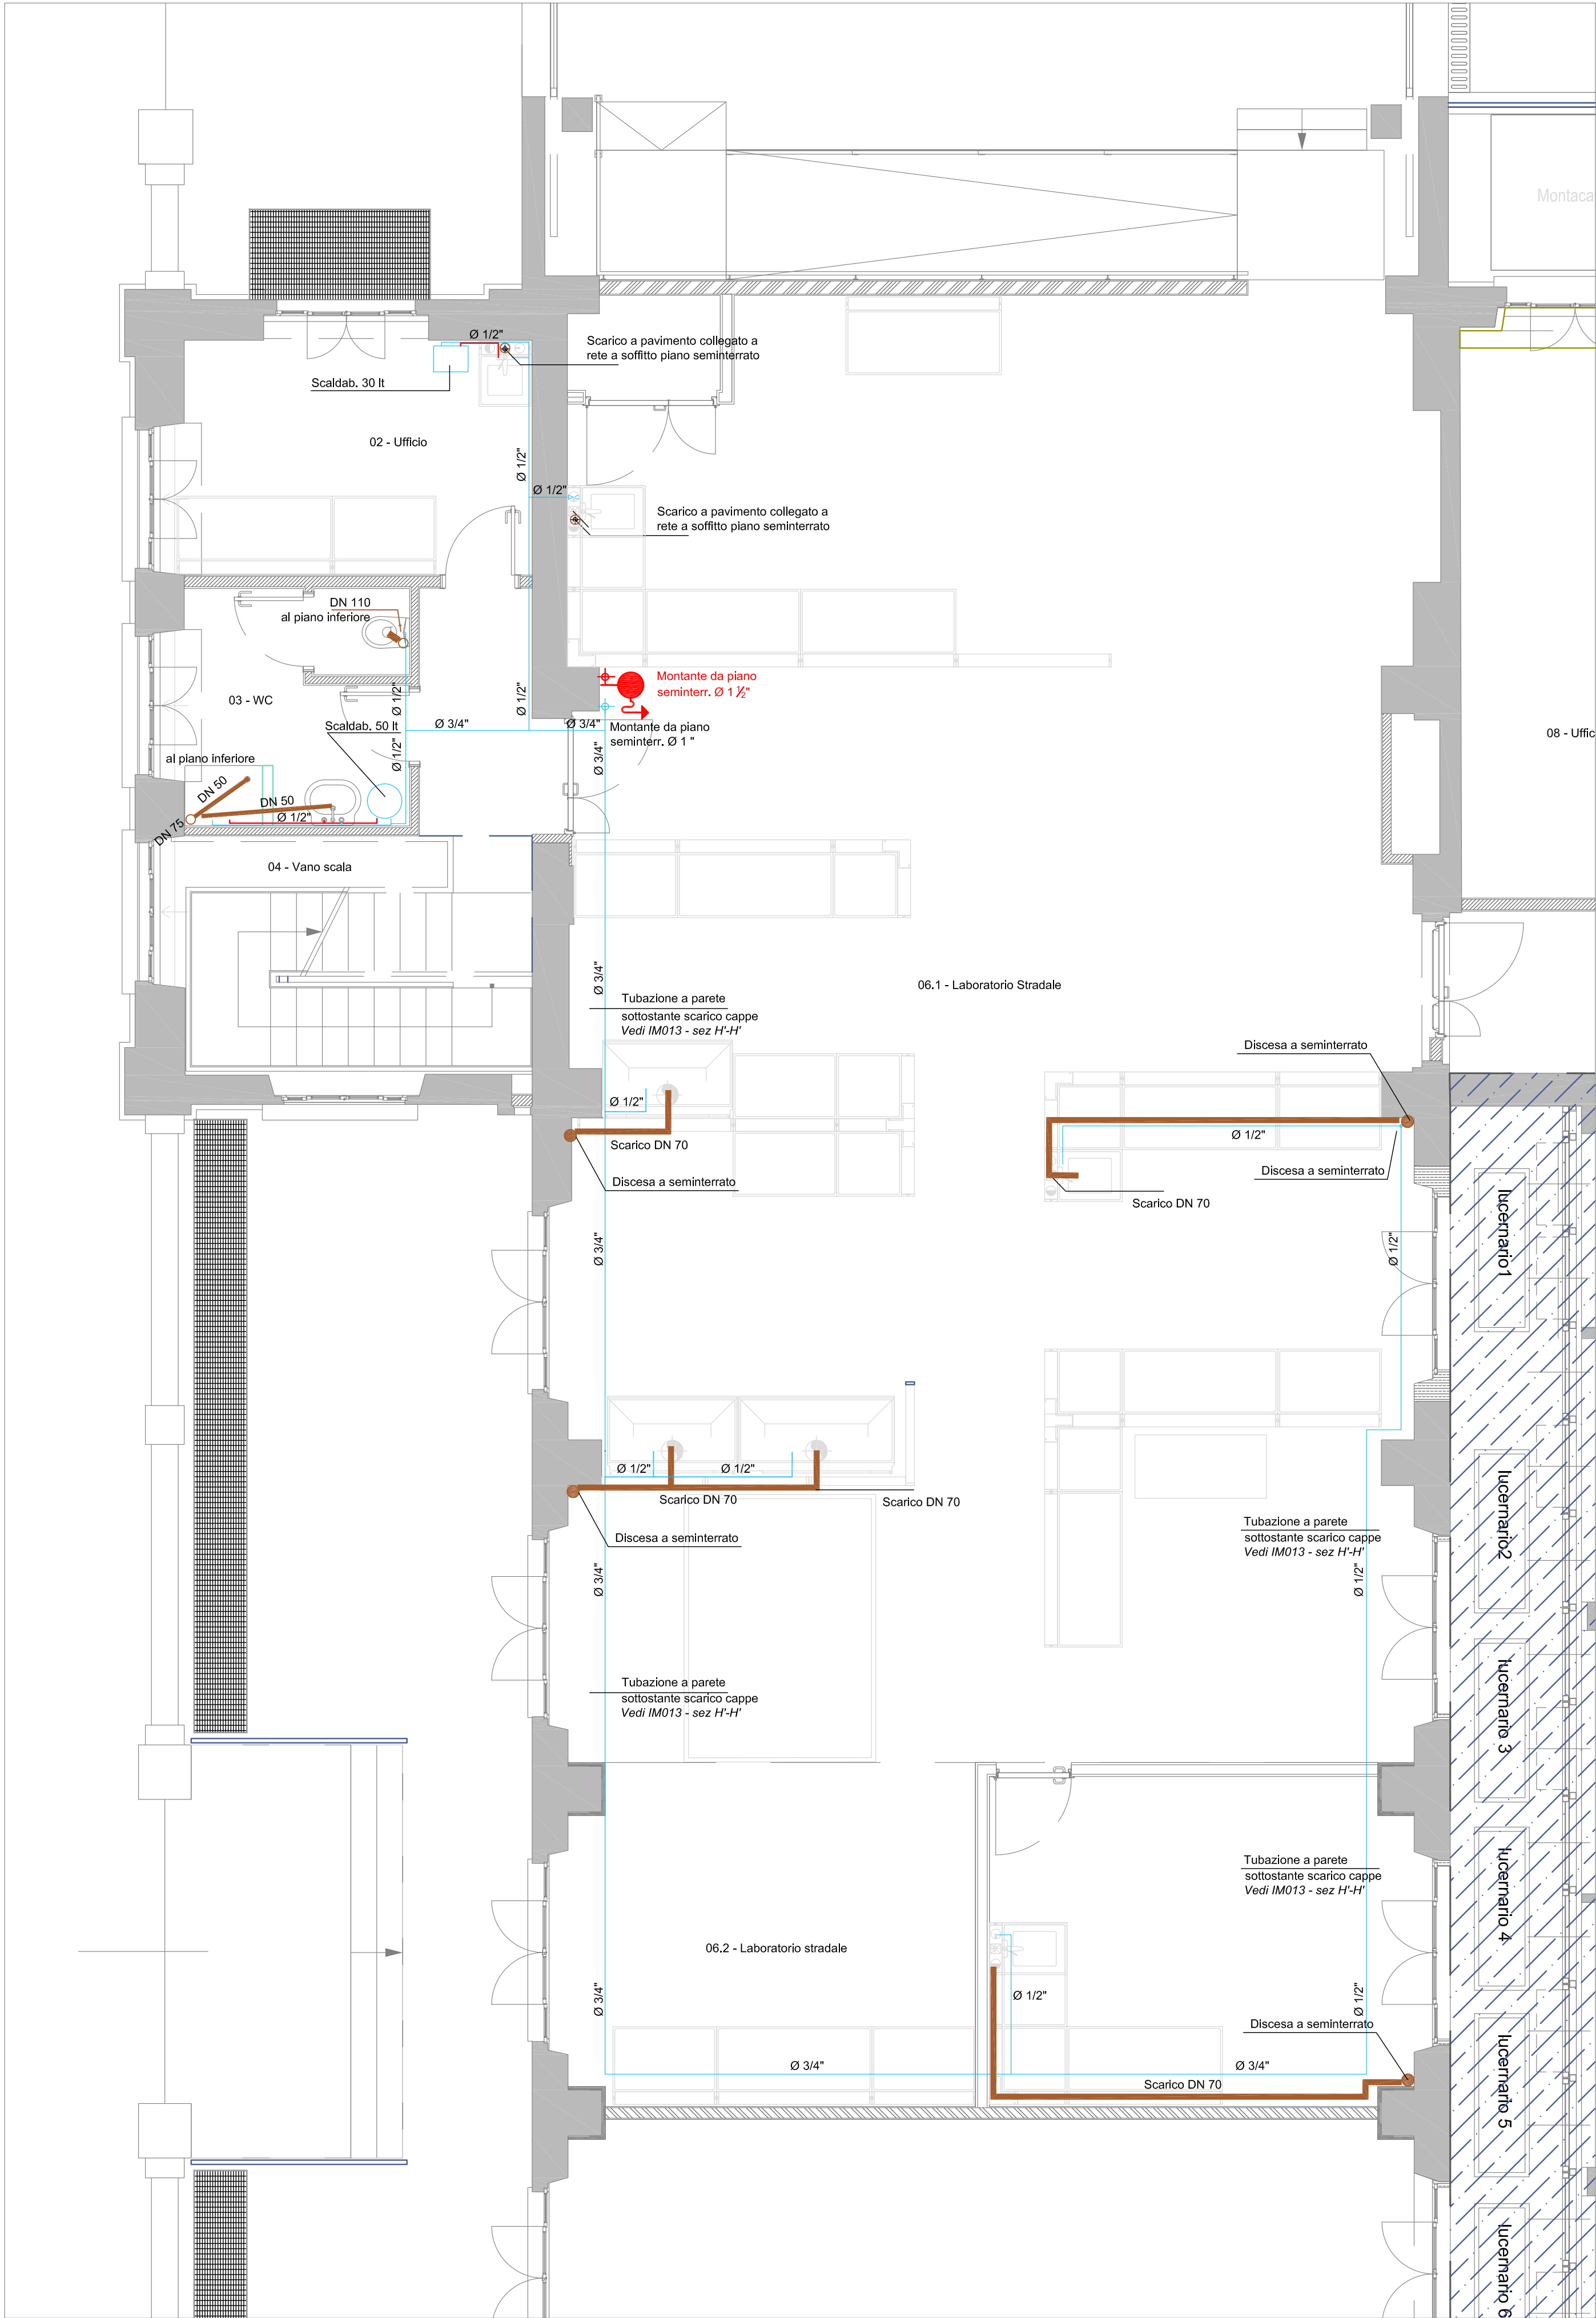 Montaca
Ø 1/2"
Scarico a pavimento collegato a
rete a soffitto piano seminterrato
Scaldab. 30 lt
02 - Ufficio
Ø 1/2"
Ø 1/2"
Scarico a pavimento collegato a
rete a soffitto piano seminterrato
DN 110
al piano inferiore
Montante da piano
seminterr. Ø 1 ½"
03 - WC
Ø 1/2"
Ø 1/2"
Scaldab. 50 lt
Ø 3/4"
Ø 3/4"
Montante da piano
seminterr. Ø 1 "
08 - Uffic
Ø 1/2"
Ø 3/4"
al piano inferiore
DN 50
DN 50
Ø 1/2"
DN 75
04 - Vano scala
Ø 3/4"
06.1 - Laboratorio Stradale
Tubazione a parete
sottostante scarico cappe
Vedi IM013 - sez H'-H'
Discesa a seminterrato
Ø 1/2"
Scarico DN 70
Ø 1/2"
Discesa a seminterrato
Discesa a seminterrato
Scarico DN 70
lucernario1
Ø 3/4"
Ø 1/2"
Ø 1/2"
Ø 1/2"
Scarico DN 70
Scarico DN 70
lucernario2
Discesa a seminterrato
Tubazione a parete
sottostante scarico cappe
Vedi IM013 - sez H'-H'
Ø 3/4"
Ø 1/2"
lucernario 3
Tubazione a parete
sottostante scarico cappe
Vedi IM013 - sez H'-H'
Tubazione a parete
sottostante scarico cappe
Vedi IM013 - sez H'-H'
lucernario 4
06.2 - Laboratorio stradale
Ø 3/4"
Ø 1/2"
Ø 1/2"
Discesa a seminterrato
lucernario 5
Ø 3/4"
Ø 3/4"
Scarico DN 70
lucernario 6